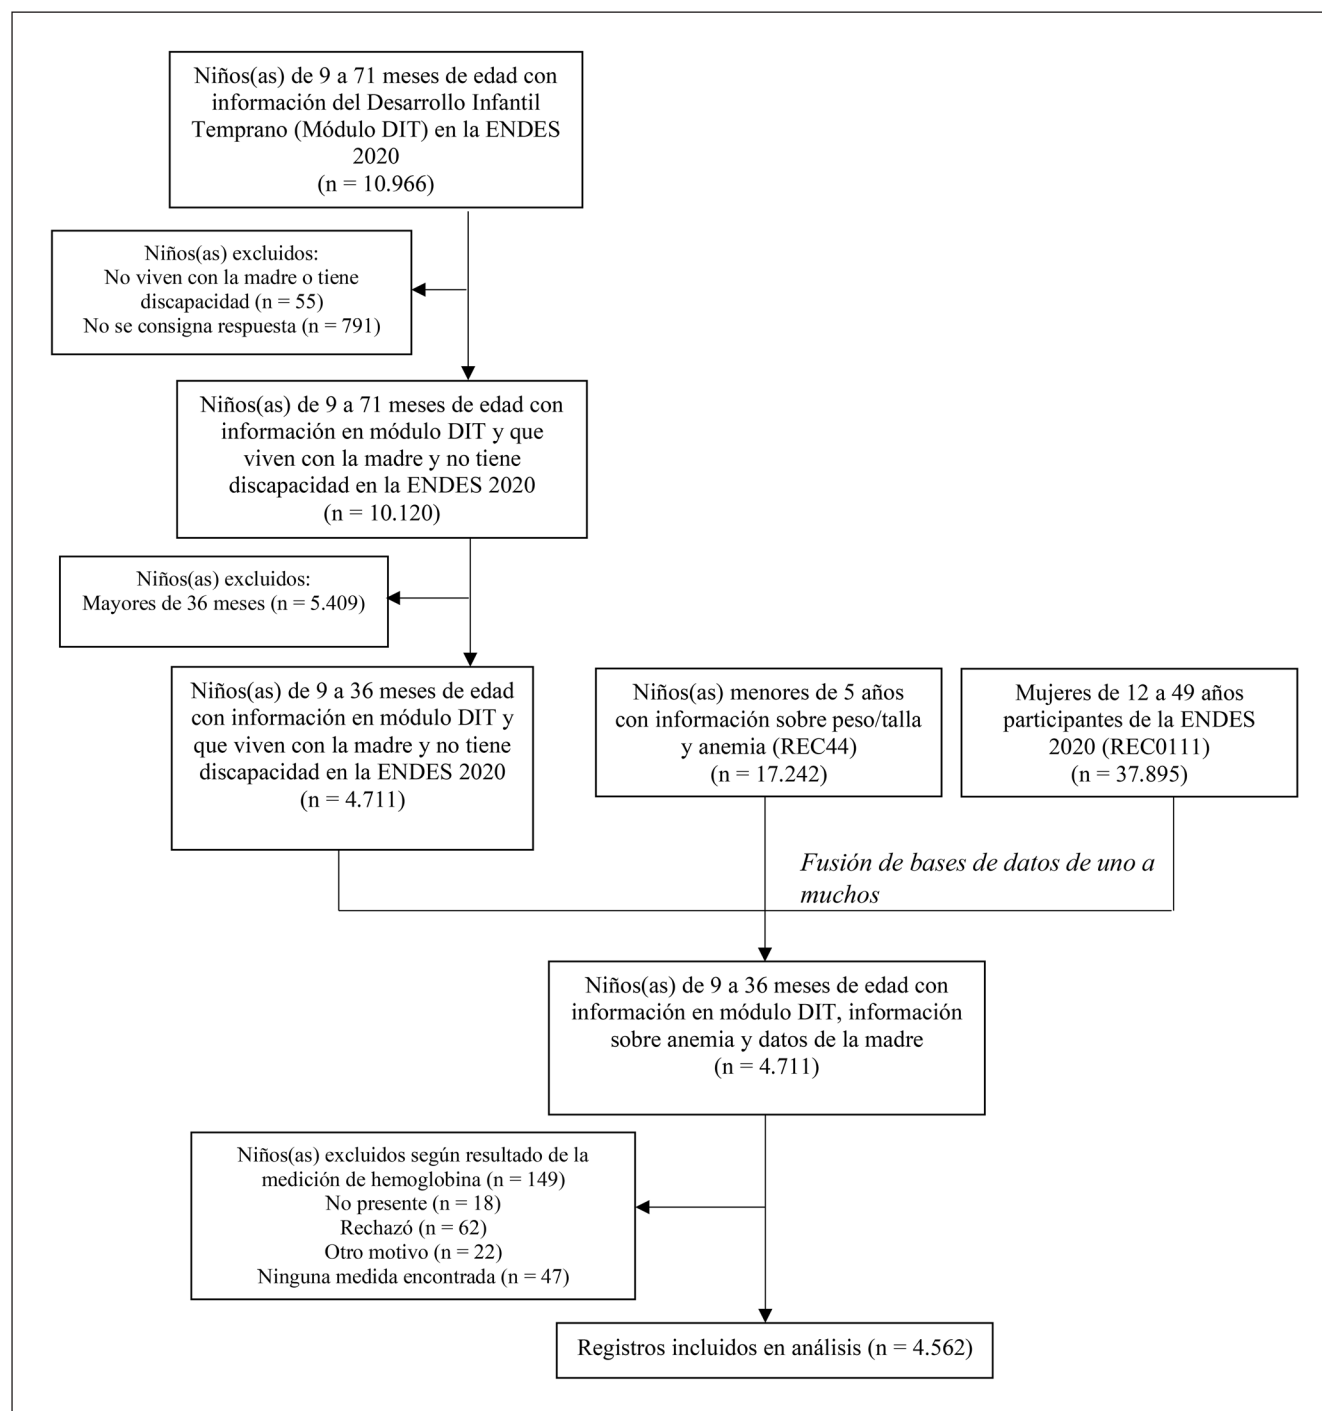 Niños(as) de 9 a 71 meses de edad con
información del Desarrollo Infantil
Temprano (Módulo DIT) en la ENDES
2020
(n = 10.966)
Niños(as) excluidos:
No viven con la madre o tiene
discapacidad (n = 55)
No se consigna respuesta (n = 791)
Niños(as) de 9 a 71 meses de edad con
información en módulo DIT y que
viven con la madre y no tiene
discapacidad en la ENDES 2020
(n = 10.120)
Niños(as) excluidos:
Mayores de 36 meses (n = 5.409)
Niños(as) de 9 a 36 meses de edad
con información en módulo DIT y
que viven con la madre y no tiene
discapacidad en la ENDES 2020
(n = 4.711)
Niños(as) menores de 5 años
con información sobre peso/talla
y anemia (REC44)
(n = 17.242)
Mujeres de 12 a 49 años
participantes de la ENDES
2020 (REC0111)
(n = 37.895)
Fusión de bases de datos de uno a
muchos
Niños(as) de 9 a 36 meses de edad con
información en módulo DIT, información
sobre anemia y datos de la madre
(n = 4.711)
Niños(as) excluidos según resultado de la
medición de hemoglobina (n = 149)
No presente (n = 18)
Rechazó (n = 62)
Otro motivo (n = 22)
Ninguna medida encontrada (n = 47)
Registros incluidos en análisis (n = 4.562)